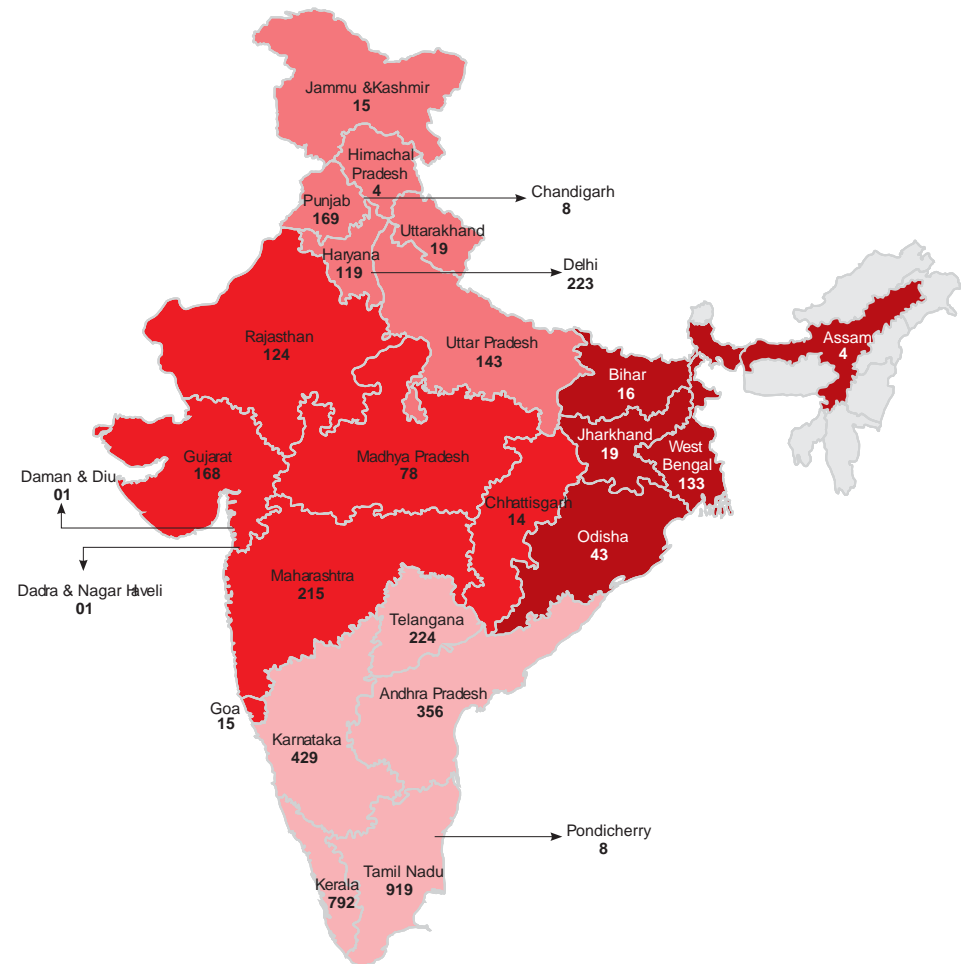 Jammu &Kashmir
15
Himachal
Pradesh
4
Chandigarh
8
Punjab
169
Uttarakhand
19
Haryana
119
Delhi
223
Rajasthan
124
Uttar Pradesh
143
Assam
4
Bihar
16
Jharkhand
19
West
Bengal
133
Gujarat
168
Madhya Pradesh
78
Daman & Diu
01
Chhattisgarh
14
Odisha
43
Dadra & Nagar Haveli
01
Maharashtra
215
Telangana
224
Andhra Pradesh
356
Goa
15
Karnataka
429
Pondicherry
8
Kerala
792
Tamil Nadu
919